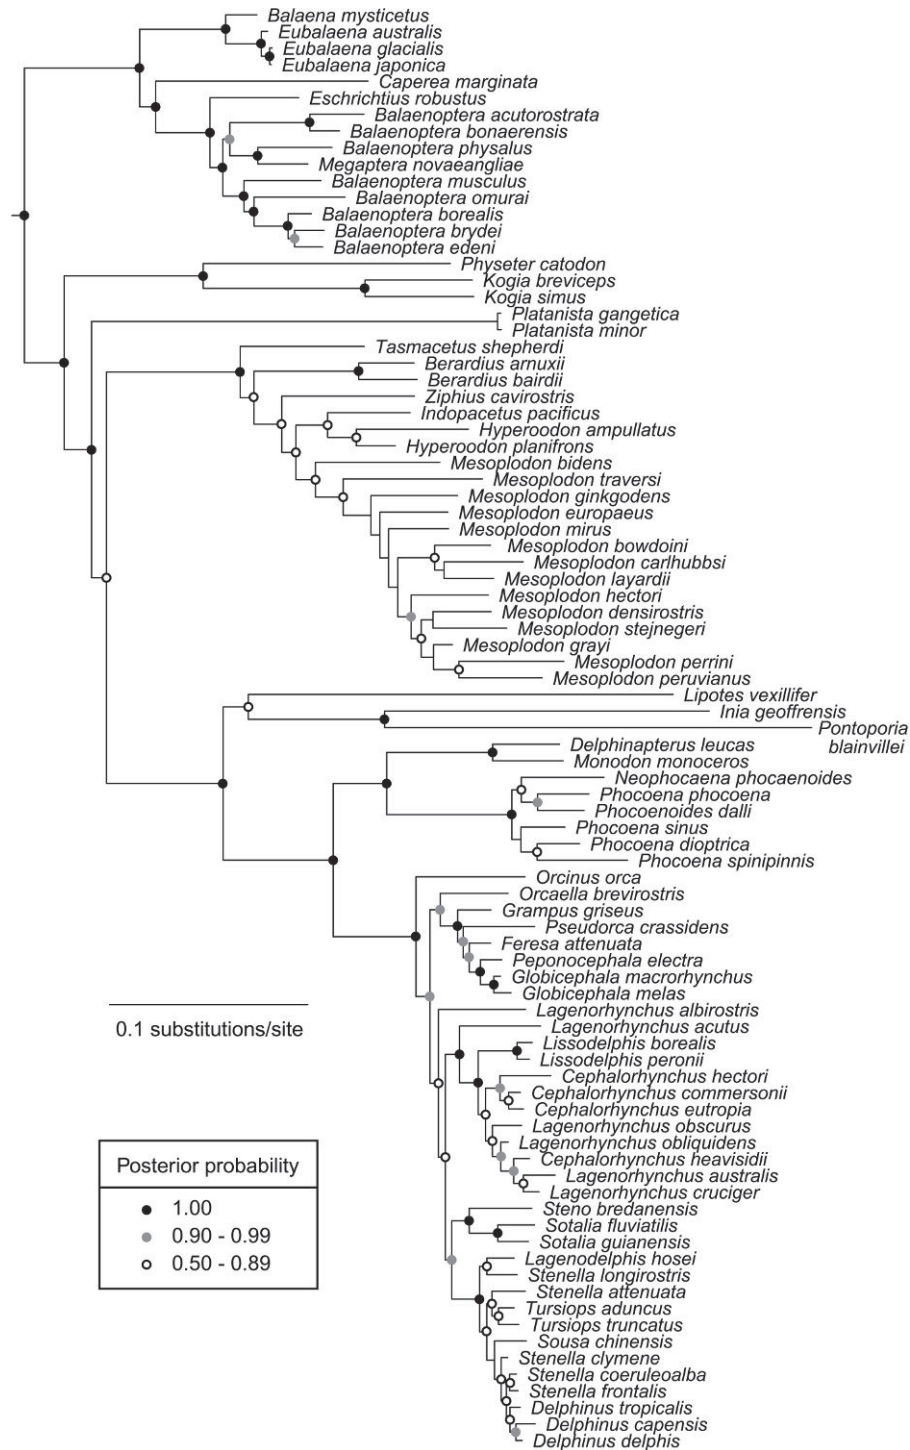 Balaena mysticetus
Eubalaena australis
Eubalaena glacialis
Eubalaena japonica
Caperea marginata
Eschrichtius robustus
Balaenoptera acutorostrata
Balaenoptera bonaerensis
Balaenoptera physalus
Megaptera novaeangliae
Balaenoptera musculus
Balaenoptera omurai
Balaenoptera borealis
Balaenoptera brydei
Balaenoptera edeni
Physeter catodon
Kogia breviceps
Kogia simus
Platanista gangetica
Platanista minor
Tasmacetus shepherdi
Berardius arnuxii
Berardius bairdii
Ziphius cavirostris
Indopacetus pacificus
Hyperoodon ampullatus
Hyperoodon planifrons
Mesoplodon bidens
Mesoplodon traversi
Mesoplodon ginkgodens
Mesoplodon europaeus
Mesoplodon mirus
Mesoplodon bowdoini
Mesoplodon carlhubbsi
Mesoplodon layardii
Mesoplodon hectori
Mesoplodon densirostris
Mesoplodon stejnegeri
Mesoplodon grayi
Mesoplodon perrini
Mesoplodon peruvianus
Lipotes vexillifer
Inia geoffrensis
Pontoporia
blainvillei
Delphinapterus leucas
Monodon monoceros
Neophocaena phocaenoides
Phocoena phocoena
Phocoenoides dalli
Phocoena sinus
Phocoena dioptrica
Phocoena spinipinnis
Orcinus orca
Orcaella brevirostris
Grampus griseus
Pseudorca crassidens
Feresa attenuata
Peponocephala electra
Globicephala macrorhynchus
Globicephala melas
Lagenorhynchus albirostris
Lagenorhynchus acutus
Lissodelphis borealis
Lissodelphis peronii
Cephalorhynchus hectori
Cephalorhynchus commersonii
Cephalorhynchus eutropia
Lagenorhynchus obscurus
Lagenorhynchus obliquidens
Cephalorhynchus heavisidii
Lagenorhynchus australis
Lagenorhynchus cruciger
Steno bredanensis
Sotalia fluviatilis
Sotalia guianensis
Lagenodelphis hosei
Stenella longirostris
Stenella attenuata
Tursiops aduncus
Tursiops truncatus
Sousa chinensis
Stenella clymene
Stenella coeruleoalba
Stenella frontalis
Delphinus tropicalis
Delphinus capensis
Delphinus delphis
0.1 substitutions/site
Posterior probability
1.00
0.90 - 0.99
0.50 - 0.89